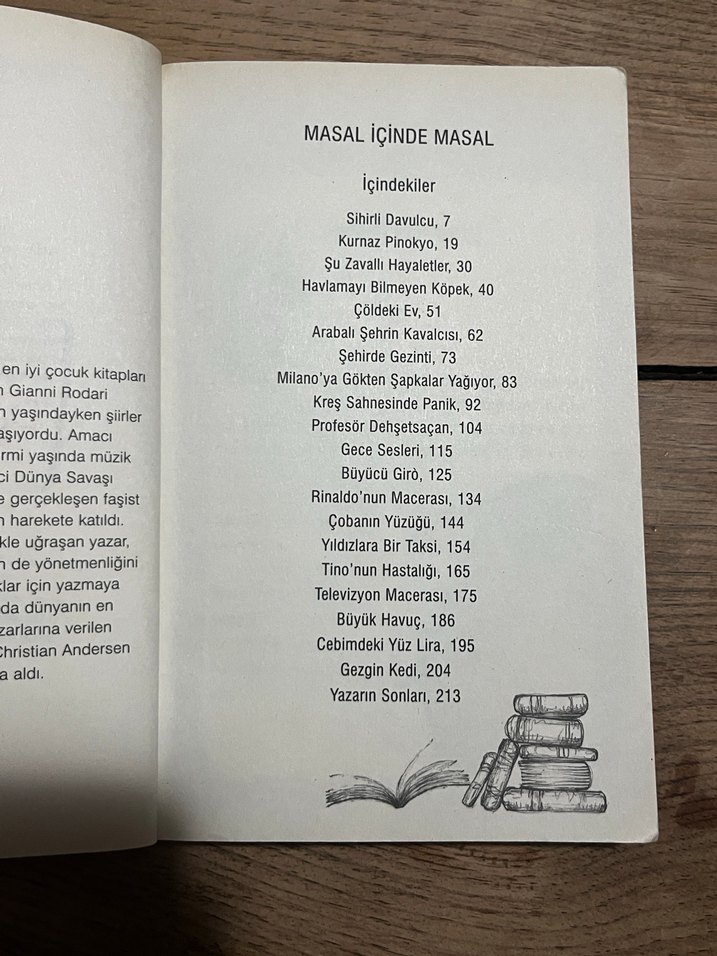 en iyi çocuk kitapları
Gianni Rodari
yaşındayken şiirler
Amacı
yaşında müzik
Dünya Savaşı
gerçekleşen faşist
harekete katıldı.
uğraşan yazar,
de yönetmenliğini
için yazmaya
da dünyanın en
verilen
Christian Andersen
aldı.
MASAL İÇİNDE MASAL
İçindekiler
Sihirli Davulcu, 7
Kurnaz Pinokyo, 19
Şu Zavallı Hayaletler, 30
Havlamayı Bilmeyen Köpek, 40
Çöldeki Ev, 51
Arabalı Şehrin Kavalcısı, 62
Şehirde Gezinti, 73
Milano'ya Gökten Şapkalar Yağıyor, 83
Kreş Sahnesinde Panik, 92
Profesör Dehşetsaçan, 104
Gece Sesleri, 115
Büyücü Girò, 125
Rinaldo'nun Macerası, 134
Çobanın Yüzüğü, 144
Yıldızlara Bir Taksi, 154
Tino'nun Hastalığı, 165
Televizyon Macerası, 175
Büyük Havuç, 186
Cebimdeki Yüz Lira, 195
Gezgin Kedi, 204
Yazarın Sonları, 213